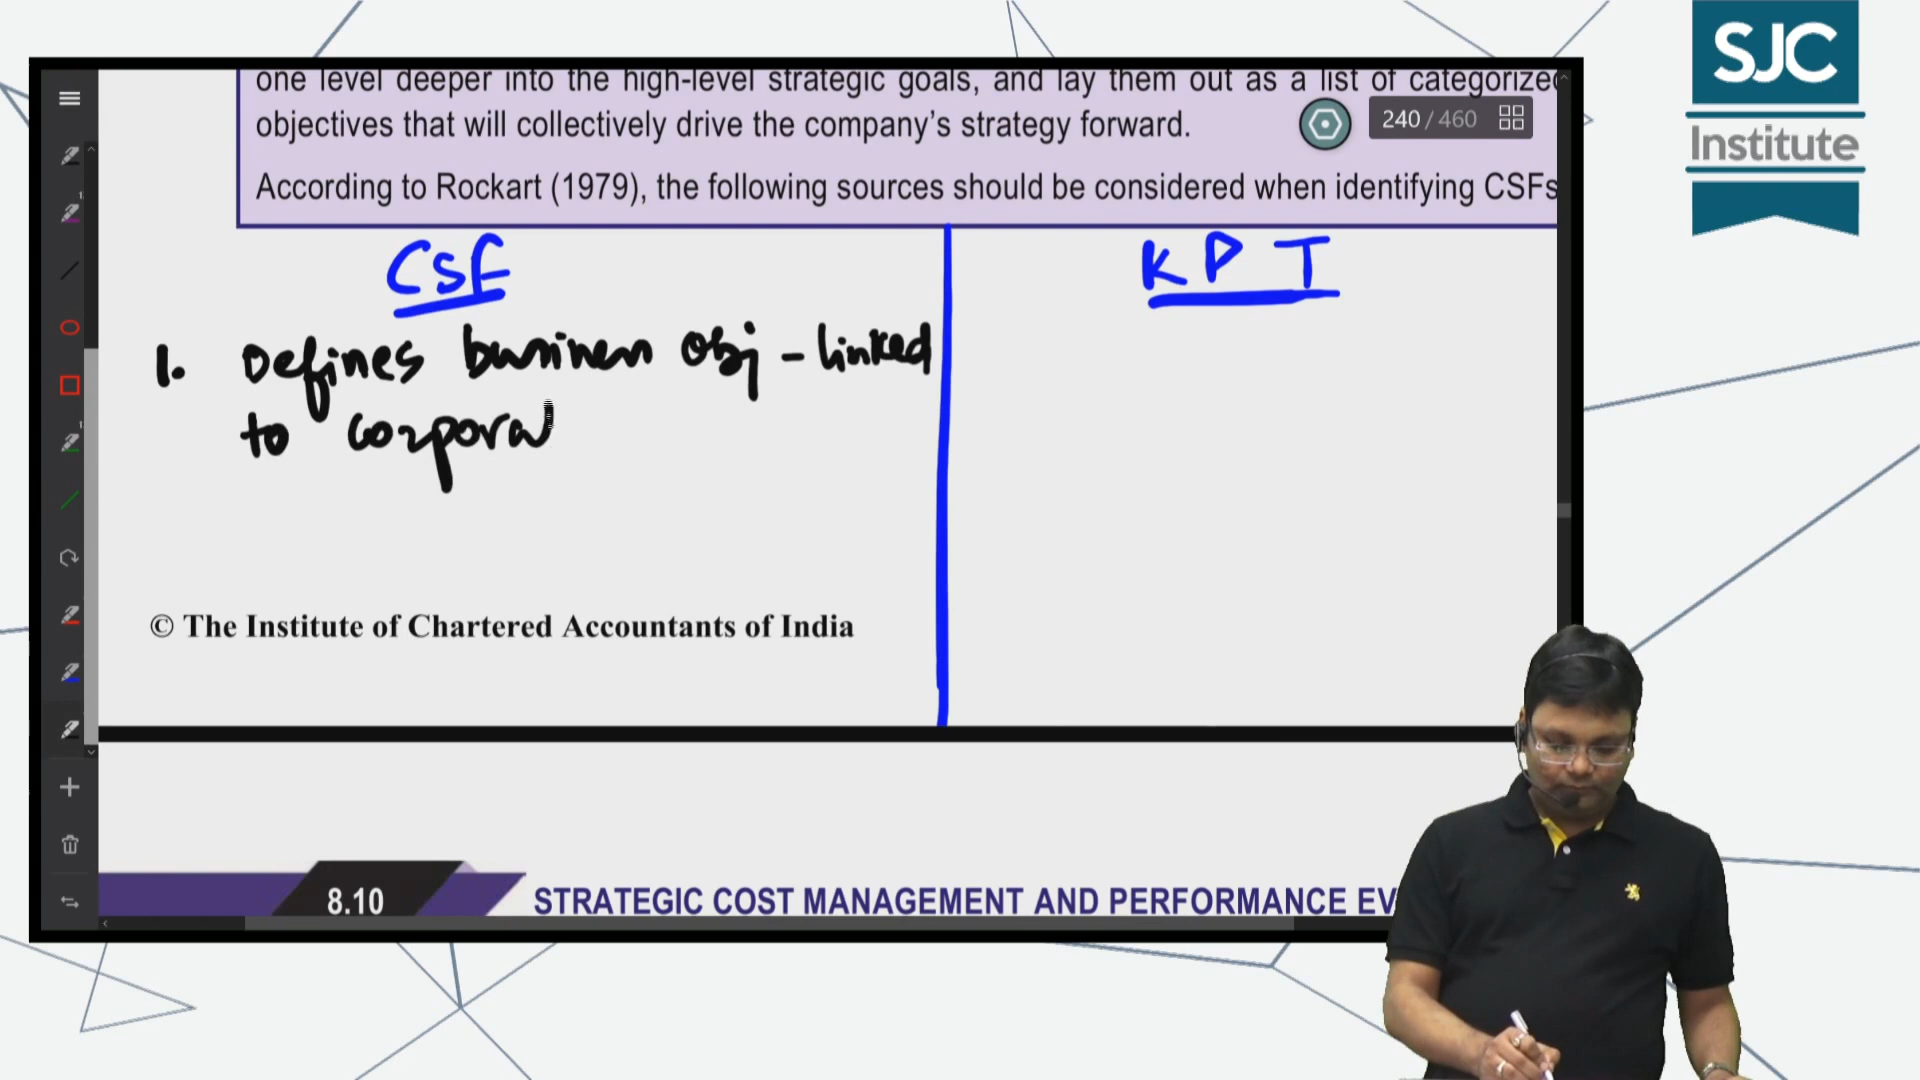 SJC
Institute
one level deeper into the high-level strategic goals, and lay them out as a list of categorized
objectives that will collectively drive the company's strategy forward.
240 / 460
According to Rockart (1979), the following sources should be considered when identifying CSFs
CSF
KPI
1. Defines business obj - linked
to corpora
© The Institute of Chartered Accountants of India
8.10
STRATEGIC COST MANAGEMENT AND PERFORMANCE EV